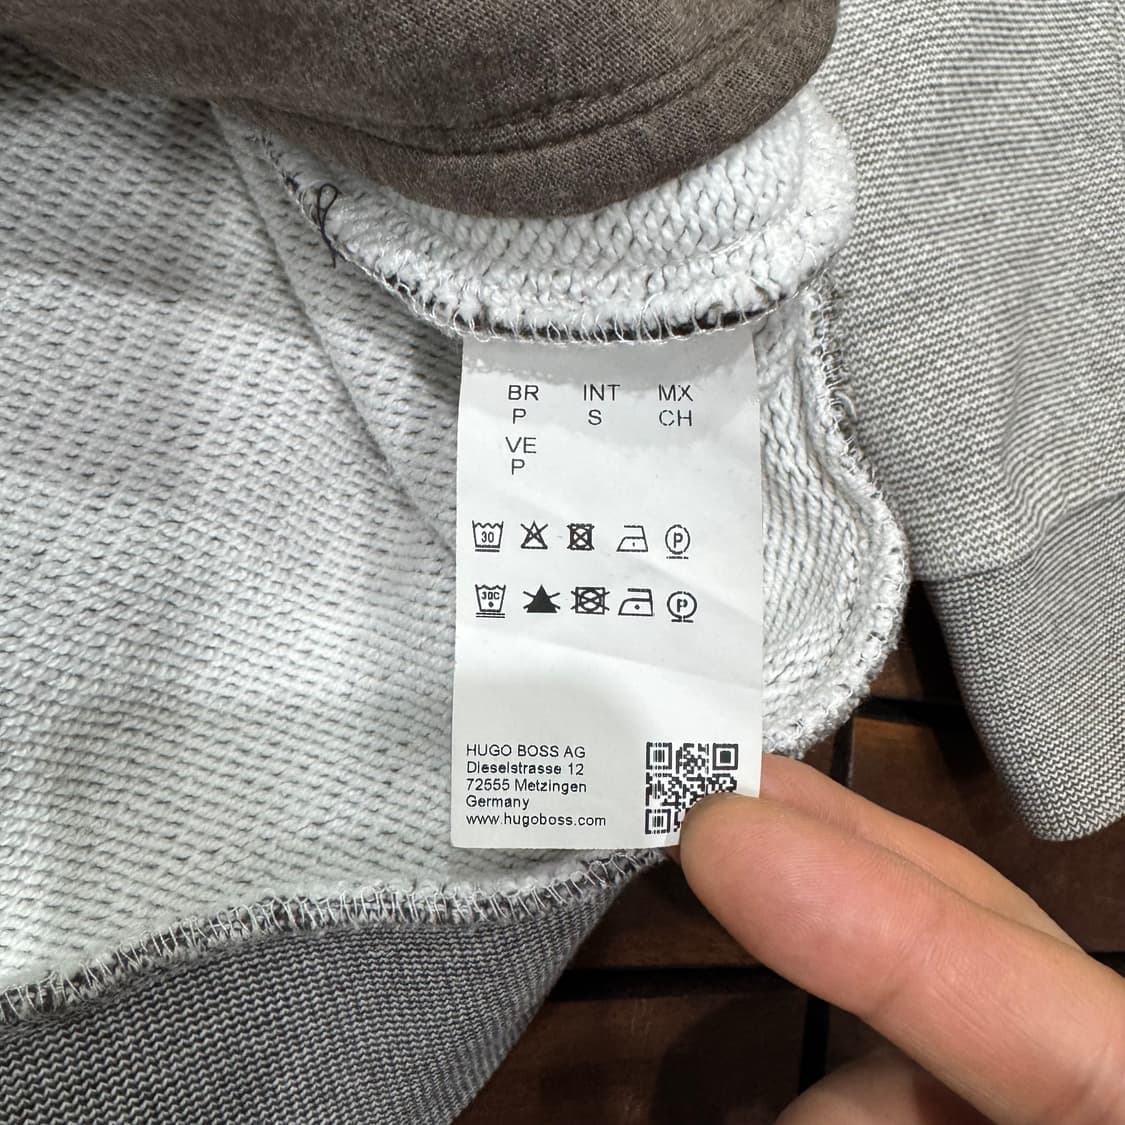 BR INT MX
P S CH
VE
P
30 P
30C P
HUGO BOSS AG
Dieselstrasse 12
72555 Metzingen
Germany
www.hugoboss.com